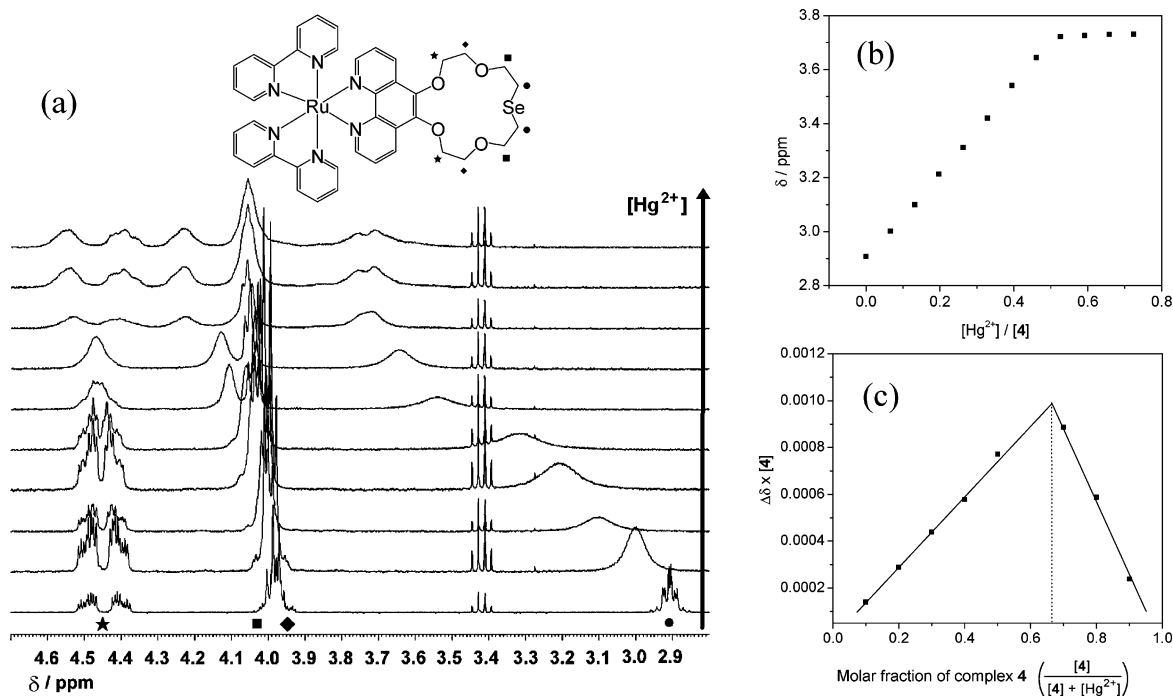 (a)
N
N
N
Ru
N
N
N
O
O
O
O
Se
[Hg2+]
4.6 4.5 4.4 4.3 4.2 4.1 4.0 3.9 3.8 3.7 3.6 3.5 3.4 3.3 3.2 3.1 3.0 2.9
δ / ppm
(b)
3.8
3.6
3.4
3.2
3.0
2.8
δ / ppm
0.0 0.2 0.4 0.6 0.8
[Hg2+] / [4]
(c)
0.0012
0.0010
0.0008
0.0006
0.0004
0.0002
Δδ x [4]
0.0 0.2 0.4 0.6 0.8 1.0
Molar fraction of complex 4 ( [4] / [4] + [Hg2+] )